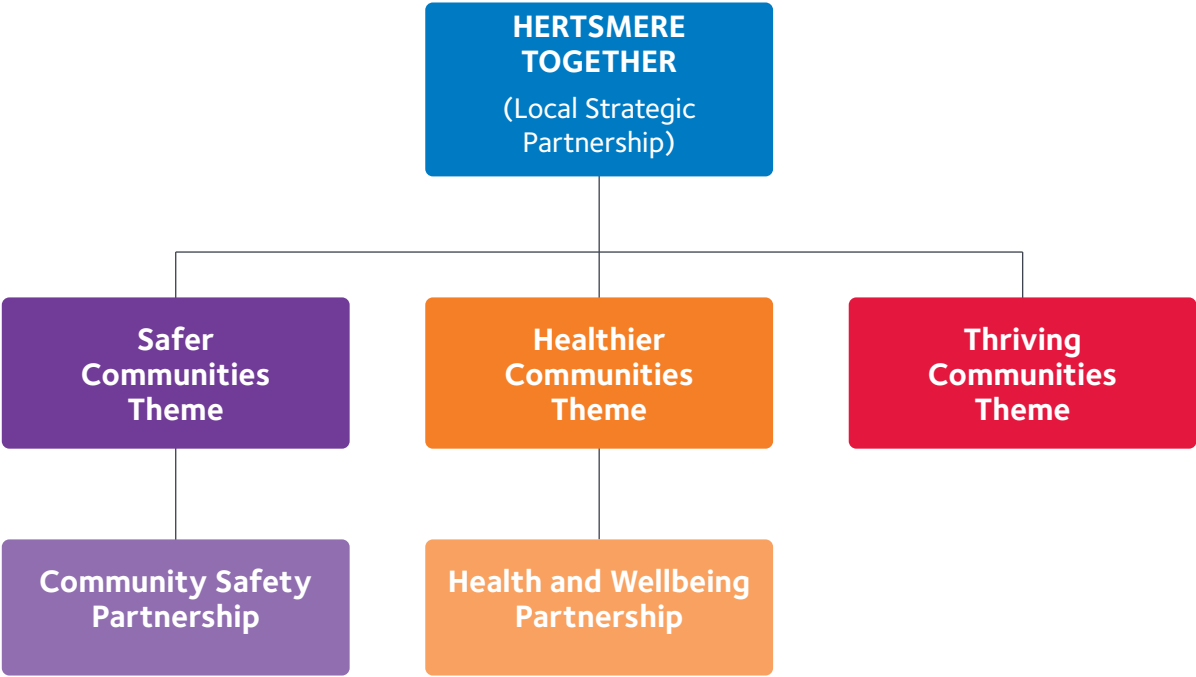 HERTSMERE
TOGETHER
(Local Strategic
Partnership)
Safer
Communities
Theme
Healthier
Communities
Theme
Thriving
Communities
Theme
Community Safety
Partnership
Health and Wellbeing
Partnership